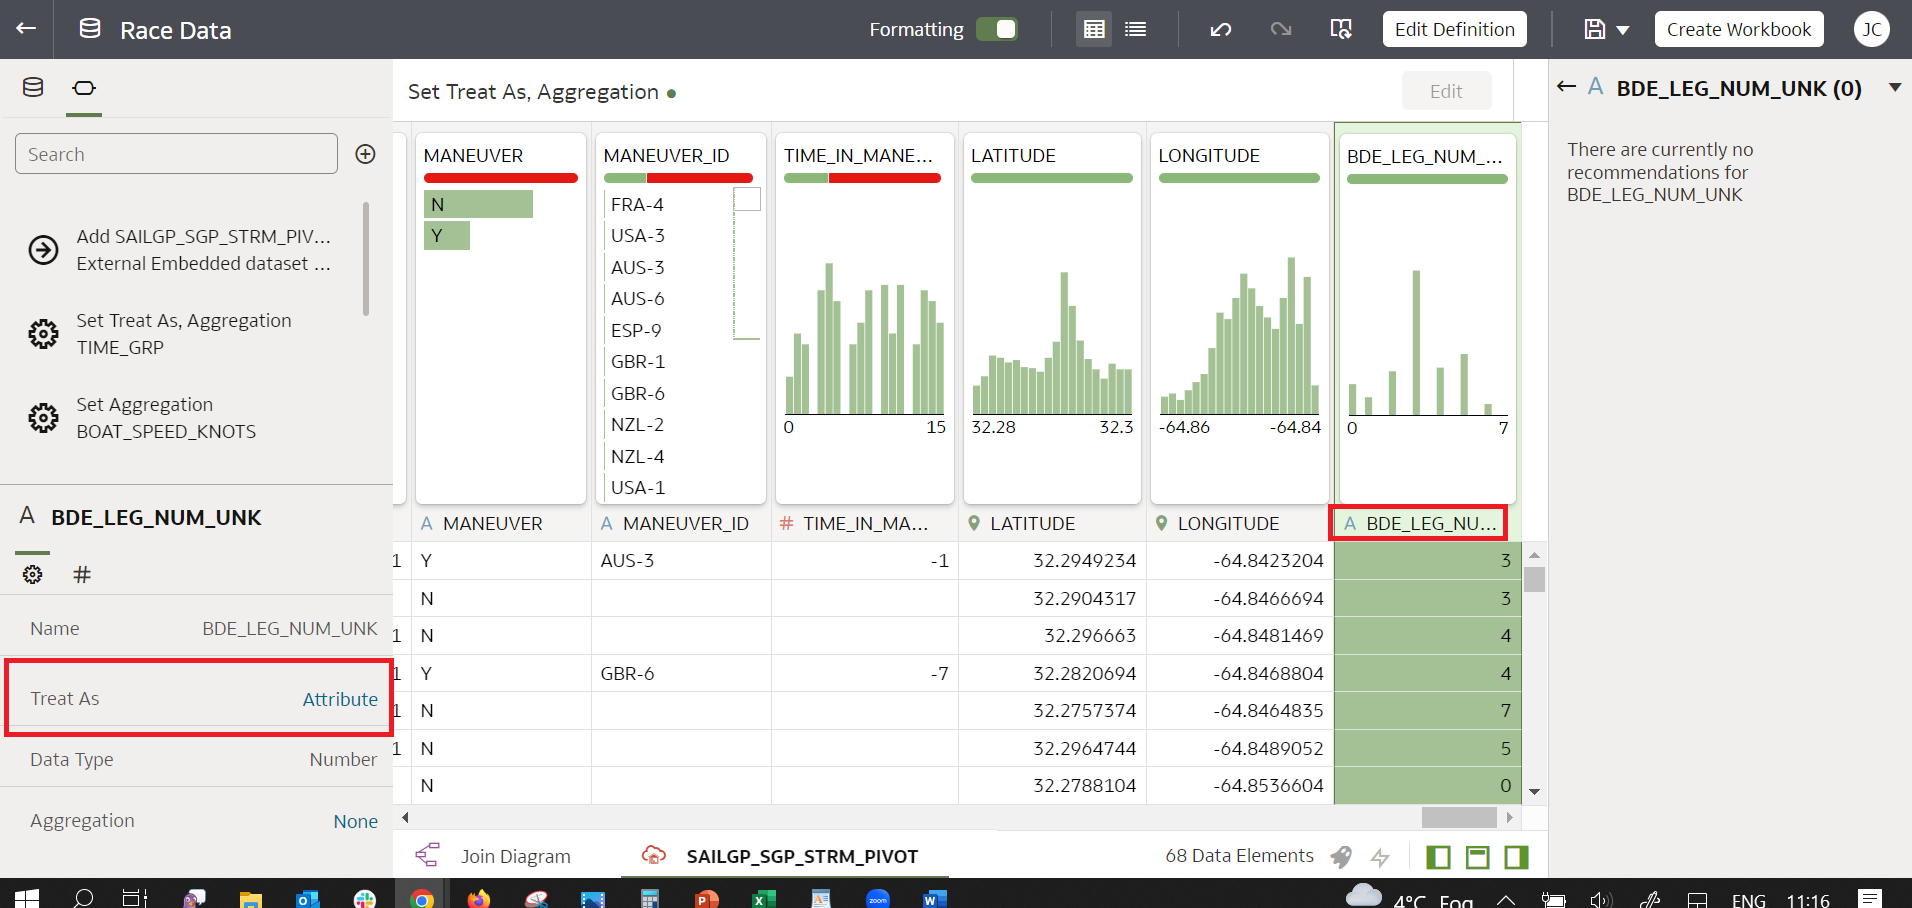 Race Data
Formatting
Edit Definition
Create Workbook
JC
Search
Add SAILGP_SGP_STRM_PIV...
External Embedded dataset ...
Set Treat As, Aggregation
TIME_GRP
Set Aggregation
BOAT_SPEED_KNOTS
A BDE_LEG_NUM_UNK
#
Name BDE_LEG_NUM_UNK
Treat As Attribute
Data Type Number
Aggregation None
Set Treat As, Aggregation
Edit
MANEUVER
N
Y
MANEUVER_ID
FRA-4
USA-3
AUS-3
AUS-6
ESP-9
GBR-1
GBR-6
NZL-2
NZL-4
USA-1
TIME_IN_MANE...
0 15
LATITUDE
32.28 32.3
LONGITUDE
-64.86 -64.84
BDE_LEG_NUM_...
0 7
A MANEUVER A MANEUVER_ID # TIME_IN_MA... LATITUDE LONGITUDE A BDE_LEG_NU...
1 Y AUS-3 -1 32.2949234 -64.8423204 3
N 32.2904317 -64.8466694 3
1 N 32.296663 -64.8481469 4
1 Y GBR-6 -7 32.2820694 -64.8468804 4
1 N 32.2757374 -64.8464835 7
1 N 32.2964744 -64.8489052 5
N 32.2788104 -64.8536604 0
Join Diagram
SAILGP_SGP_STRM_PIVOT
68 Data Elements
A BDE_LEG_NUM_UNK (0)
There are currently no
recommendations for
BDE_LEG_NUM_UNK
zoom
4°C Fog
ENG
11:16